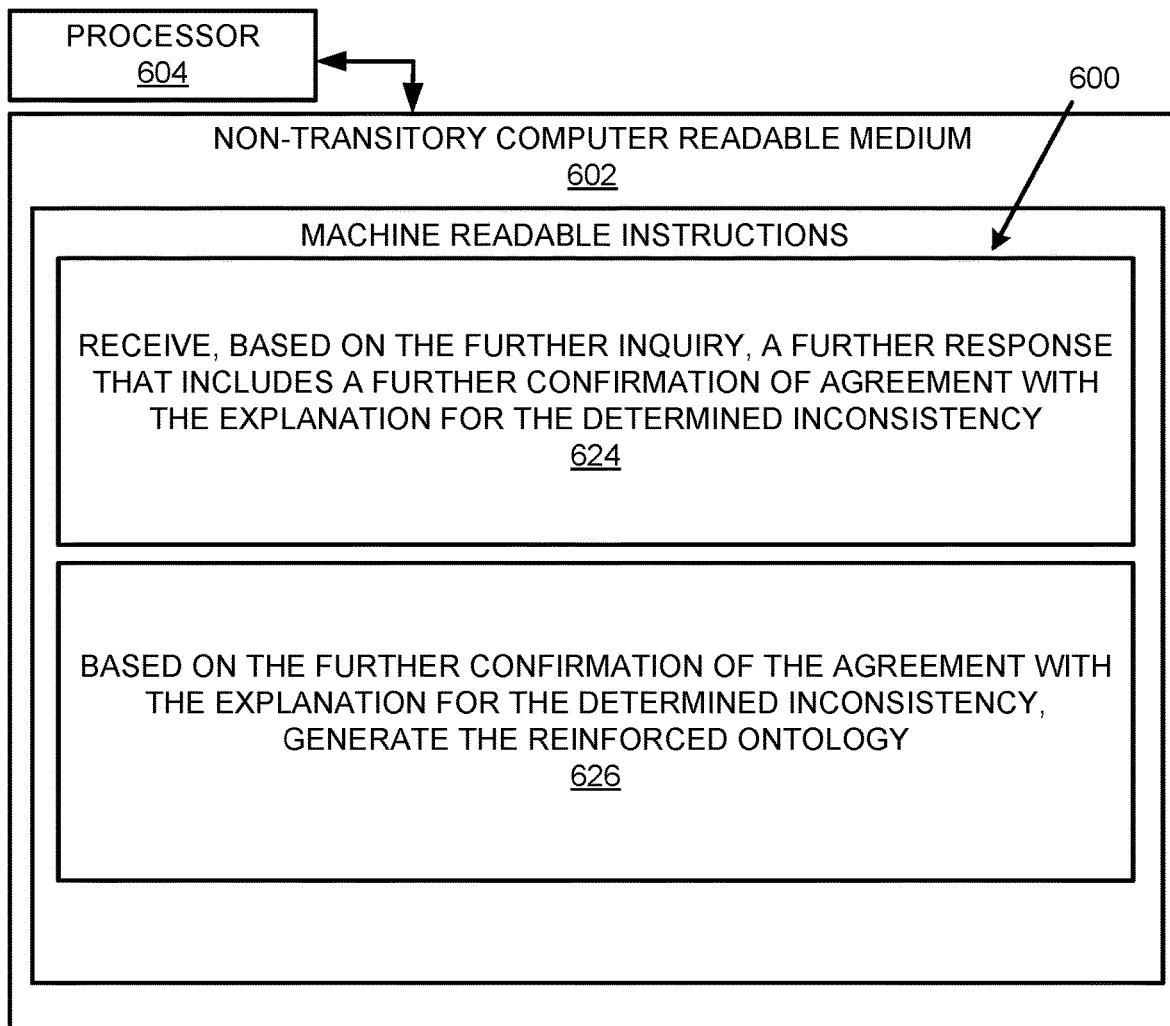 PROCESSOR
604
600
NON-TRANSITORY COMPUTER READABLE MEDIUM
602
MACHINE READABLE INSTRUCTIONS
RECEIVE, BASED ON THE FURTHER INQUIRY, A FURTHER RESPONSE
THAT INCLUDES A FURTHER CONFIRMATION OF AGREEMENT WITH
THE EXPLANATION FOR THE DETERMINED INCONSISTENCY
624
BASED ON THE FURTHER CONFIRMATION OF THE AGREEMENT WITH
THE EXPLANATION FOR THE DETERMINED INCONSISTENCY,
GENERATE THE REINFORCED ONTOLOGY
626